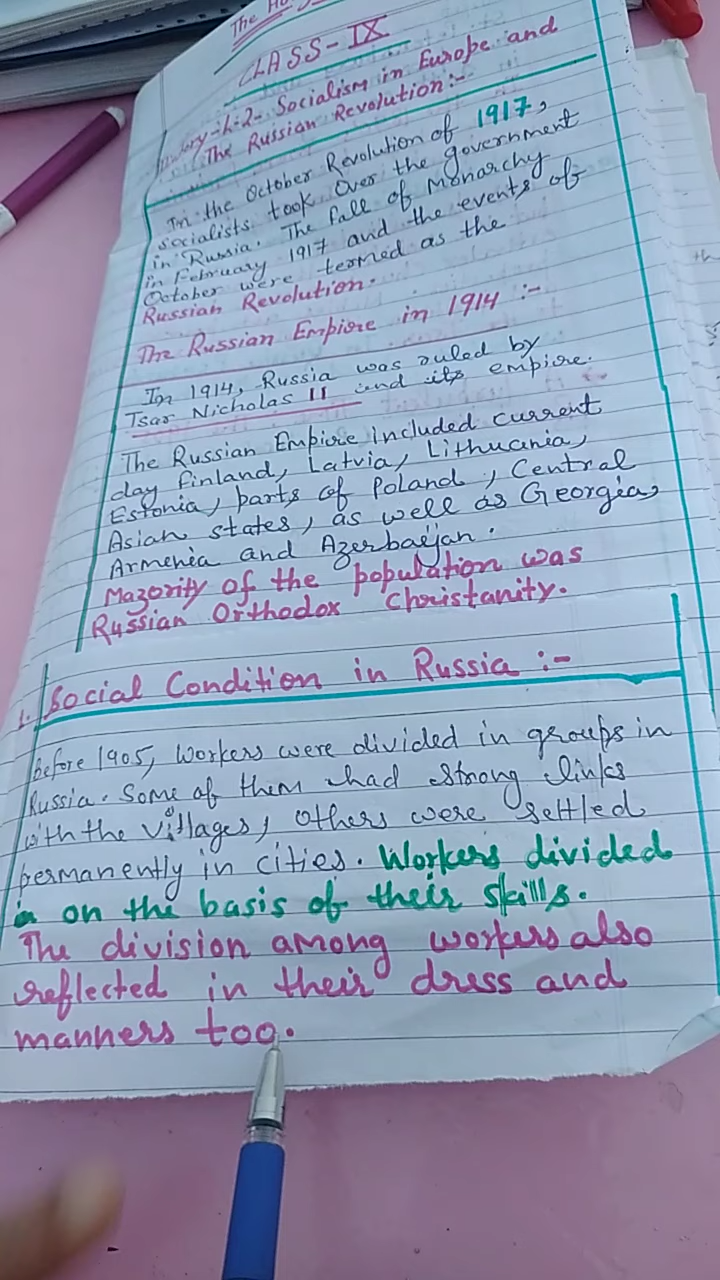 The
CLASS-IX
ch-2- Socialism in Europe and
The Russian Revolution:-
In the October Revolution of 1917,
socialists took over the government
in Russia. The fall of Monarchy
in February 1917 and the events of
October were termed as the
Russian Revolution.
The Russian Empire in 1914 :-
In 1914, Russia was ruled by
Tsar Nicholas II and its empire.
The Russian Empire included current
day finland, Latvia, Lithuania,
Estonia, parts of Poland, Central
Asian states, as well as Georgia,
Armenia and Azerbaijan.
Mazority of the population was
Russian Orthodox Christanity.
1. Social Condition in Russia :-
Before 1905, Workers were divided in groups in
Russia. Some of them had strong links
with the villages, others were settled
permanently in cities. Workers divided
on the basis of their skills.
The division among workers also
reflected in their dress and
manners too.